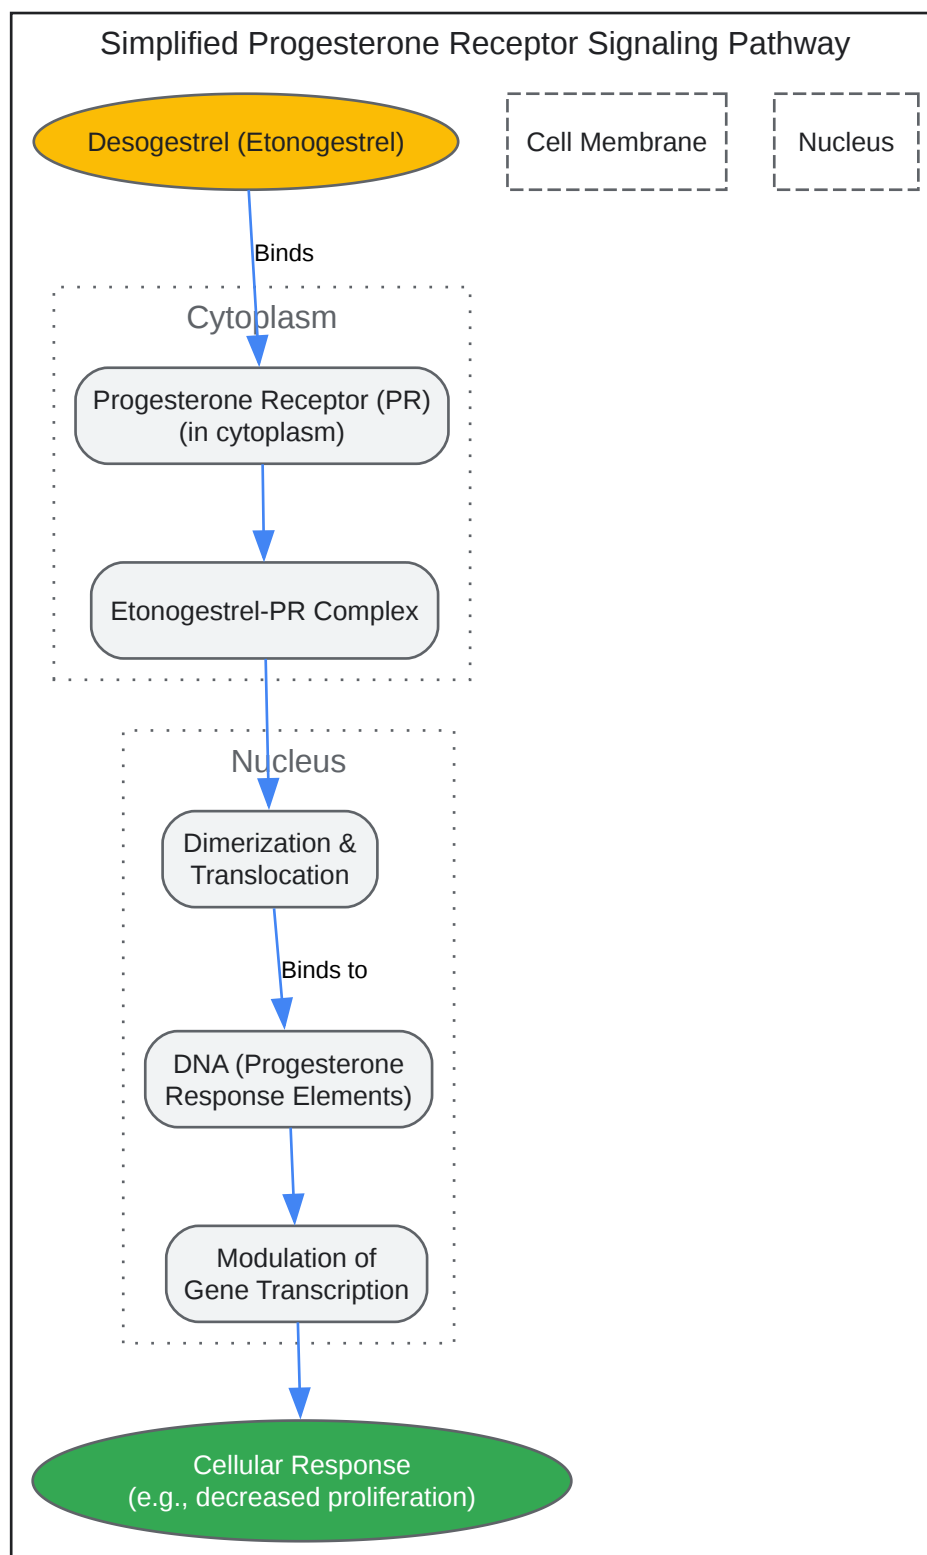 Simplified Progesterone Receptor Signaling Pathway
Desogestrel (Etonogestrel)
Cell Membrane
Nucleus
Binds
Cytoplasm
Progesterone Receptor (PR)
(in cytoplasm)
Etonogestrel-PR Complex
Nucleus
Dimerization &
Translocation
Binds to
DNA (Progesterone
Response Elements)
Modulation of
Gene Transcription
Cellular Response
(e.g., decreased proliferation)